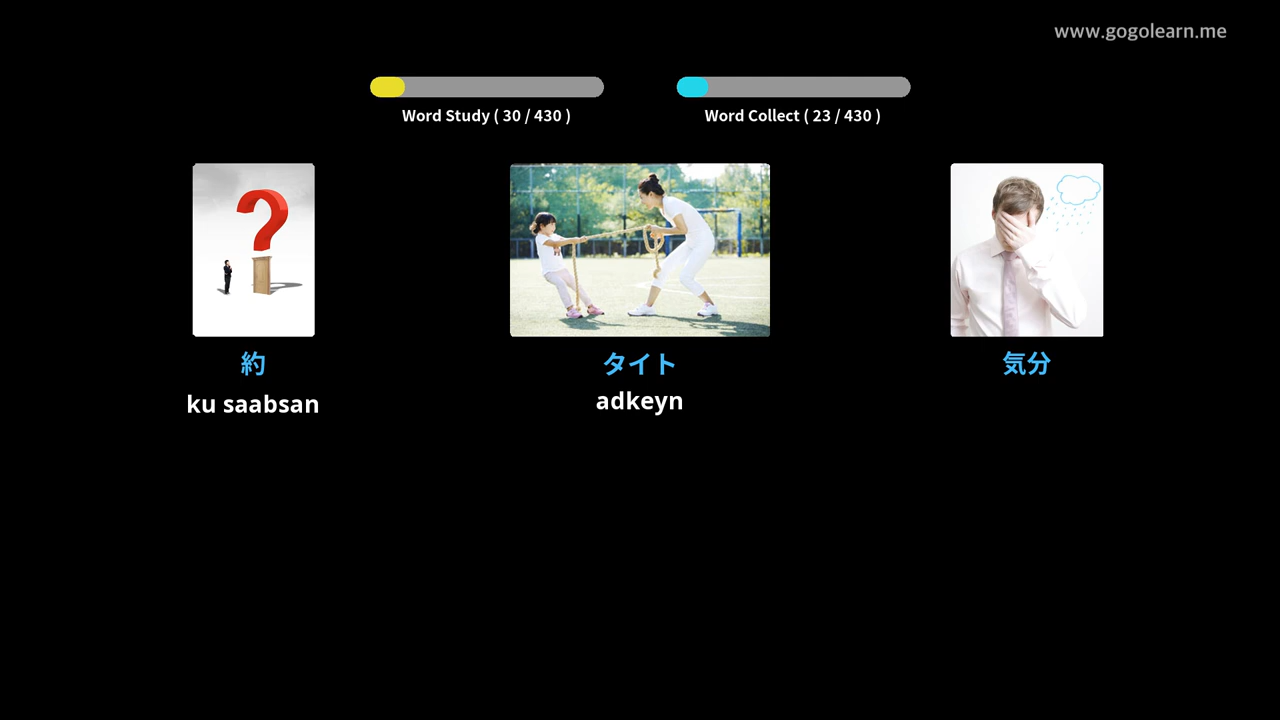 www.gogolearn.me
Word Study ( 30 / 430 )
Word Collect ( 23 / 430 )
約
ku saabsan
タイト
adkeyn
気分